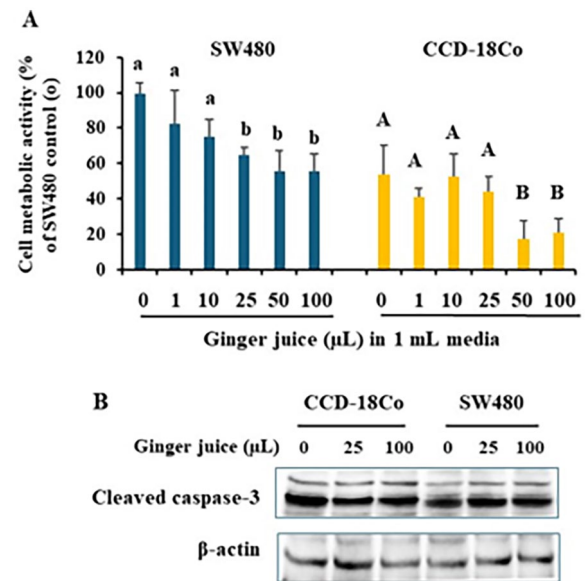 A
SW480 CCD-18Co
Cell metabolic activity (%
of SW480 control (o)
120
100
80
60
40
20
0
a a a b b b A A A A B B
0 1 10 25 50 100 0 1 10 25 50 100
Ginger juice (µL) in 1 mL media
B
CCD-18Co SW480
Ginger juice (µL) 0 25 100 0 25 100
Cleaved caspase-3
β-actin